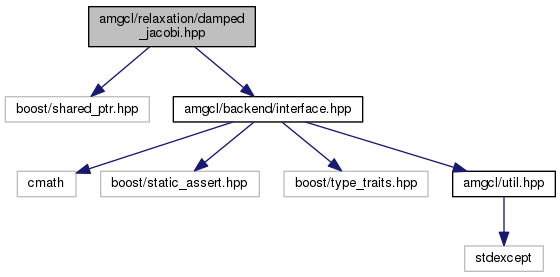 amgcl/relaxation/damped
_jacobi.hpp
boost/shared_ptr.hpp
amgcl/backend/interface.hpp
cmath
boost/static_assert.hpp
boost/type_traits.hpp
amgcl/util.hpp
stdexcept